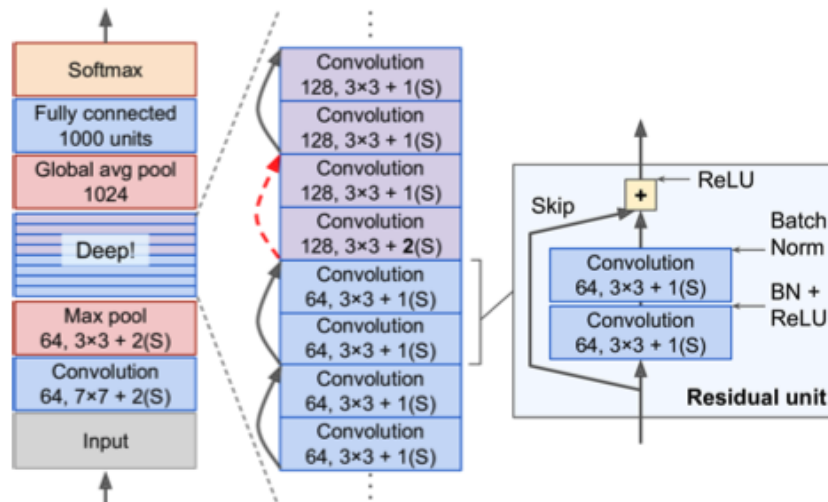 Softmax
Fully connected
1000 units
Global avg pool
1024
Deep!
Max pool
64, 3×3 + 2(S)
Convolution
64, 7×7 + 2(S)
Input
Convolution
128, 3×3 + 1(S)
Convolution
128, 3×3 + 1(S)
Convolution
128, 3×3 + 1(S)
Convolution
128, 3×3 + 2(S)
Convolution
64, 3×3 + 1(S)
Convolution
64, 3×3 + 1(S)
Convolution
64, 3×3 + 1(S)
Convolution
64, 3×3 + 1(S)
+
ReLU
Skip
Batch
Norm
Convolution
64, 3×3 + 1(S)
BN +
ReLU
Convolution
64, 3×3 + 1(S)
Residual unit